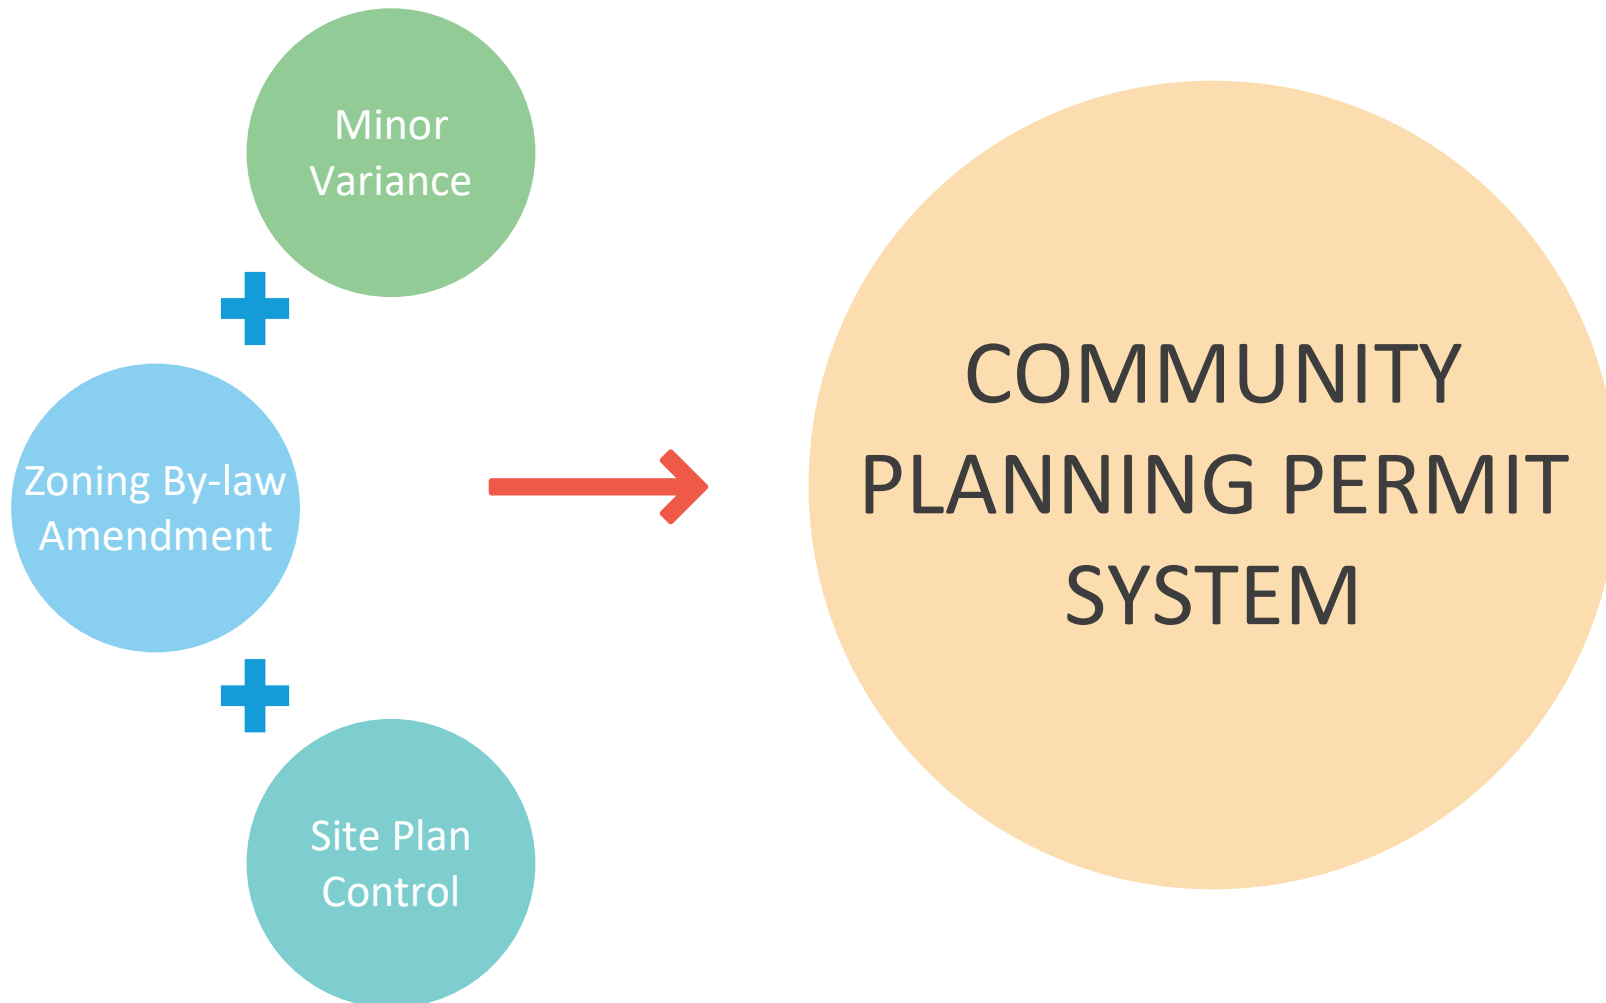 Minor
Variance
Zoning By-law
Amendment
Site Plan
Control
COMMUNITY
PLANNING PERMIT
SYSTEM